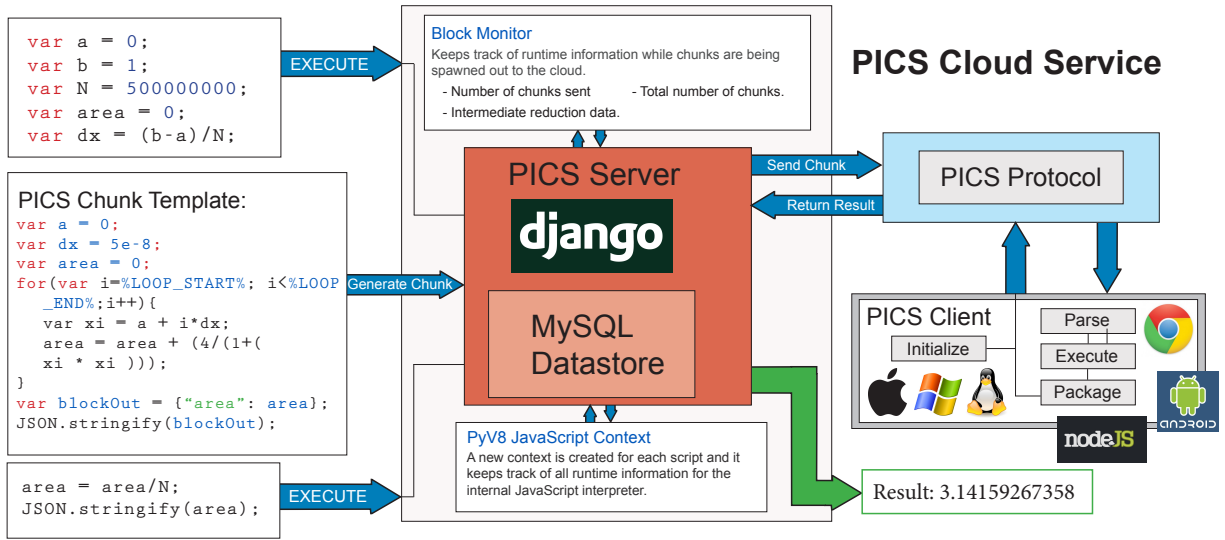 var a = 0;
var b = 1;
var N = 500000000;
var area = 0;
var dx = (b-a)/N;
EXECUTE
Block Monitor
Keeps track of runtime information while chunks are being
spawned out to the cloud.
- Number of chunks sent - Total number of chunks.
- Intermediate reduction data.
PICS Cloud Service
PICS Chunk Template:
var a = 0;
var dx = 5e-8;
var area = 0;
for(var i=%LOOP_START%; i<%LOOP
_END%;i++){
var xi = a + i*dx;
area = area + (4/(1+(
xi * xi )));
}
var blockOut = {“area”: area};
JSON.stringify(blockOut);
Generate Chunk
PICS Server
django
MySQL
Datastore
Send Chunk
Return Result
PICS Protocol
PICS Client
Initialize
Parse
Execute
Package
nodeJS
ANDROID
area = area/N;
JSON.stringify(area);
EXECUTE
PyV8 JavaScript Context
A new context is created for each script and it
keeps track of all runtime information for the
internal JavaScript interpreter.
Result: 3.14159267358